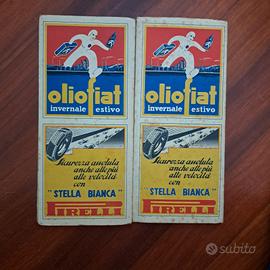 oliofiat
invernale estivo
Sicurezza assoluta
anche alle più
alte velocità
con
"STELLA BIANCA"
PIRELLI
oliofiat
invernale estivo
Sicurezza assoluta
anche alle più
alte velocità
con
"STELLA BIANCA"
PIRELLI
subito